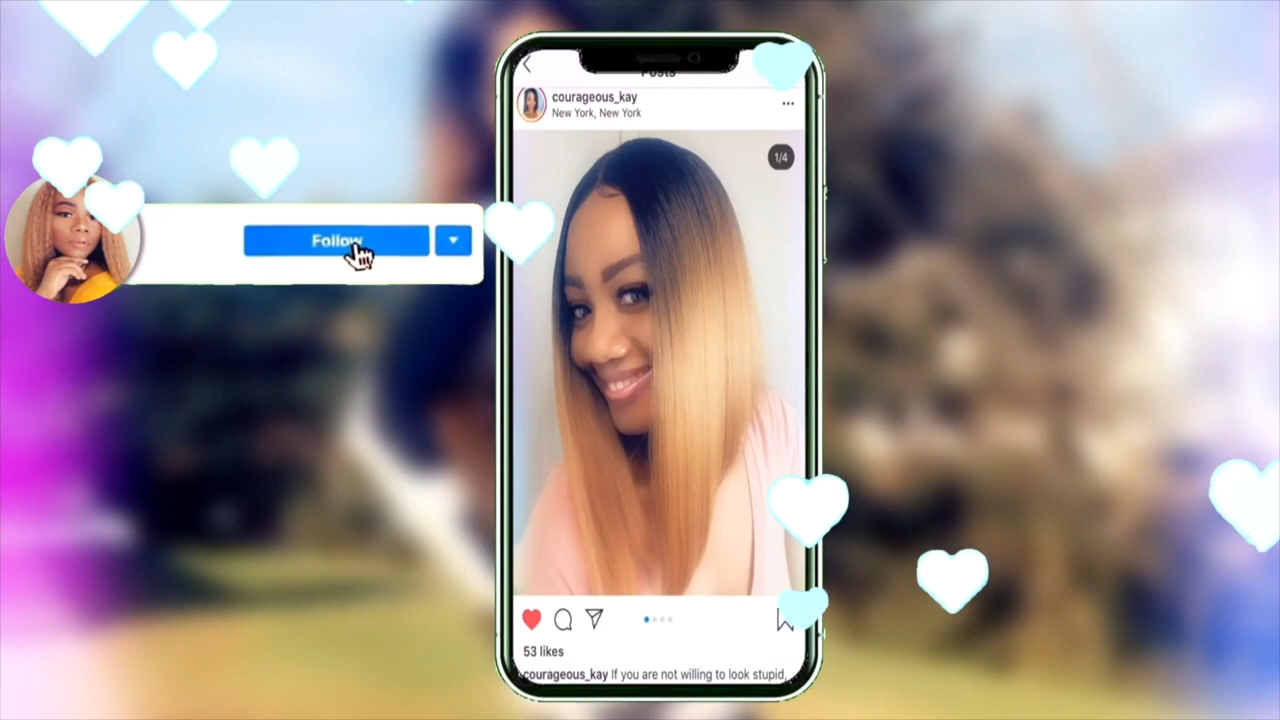 Posts
courageous_kay
New York, New York
1/4
Follow
53 likes
courageous_kay If you are not willing to look stupid,